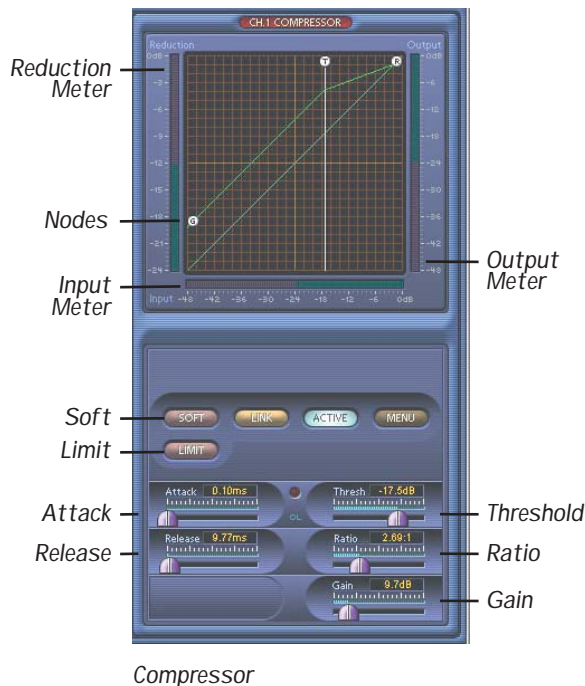 CH.1 COMPRESSOR
Reduction Output
Reduction Meter
0dB
-3
-6
-9
-12
-15
-18
-21
-24
T
R
G
0dB
-6
-12
-18
-24
-30
-36
-42
-48
Nodes
Output Meter
Input Meter
Input -48 -42 -36 -30 -24 -18 -12 -6 0dB
Soft
SOFT LINK ACTIVE MENU
Limit
LIMIT
Attack
Attack 0.10ms
OL
Thresh -17.5dB
Threshold
Release
Release 9.77ms
Ratio 2.69:1
Ratio
Gain 9.7dB
Gain
Compressor